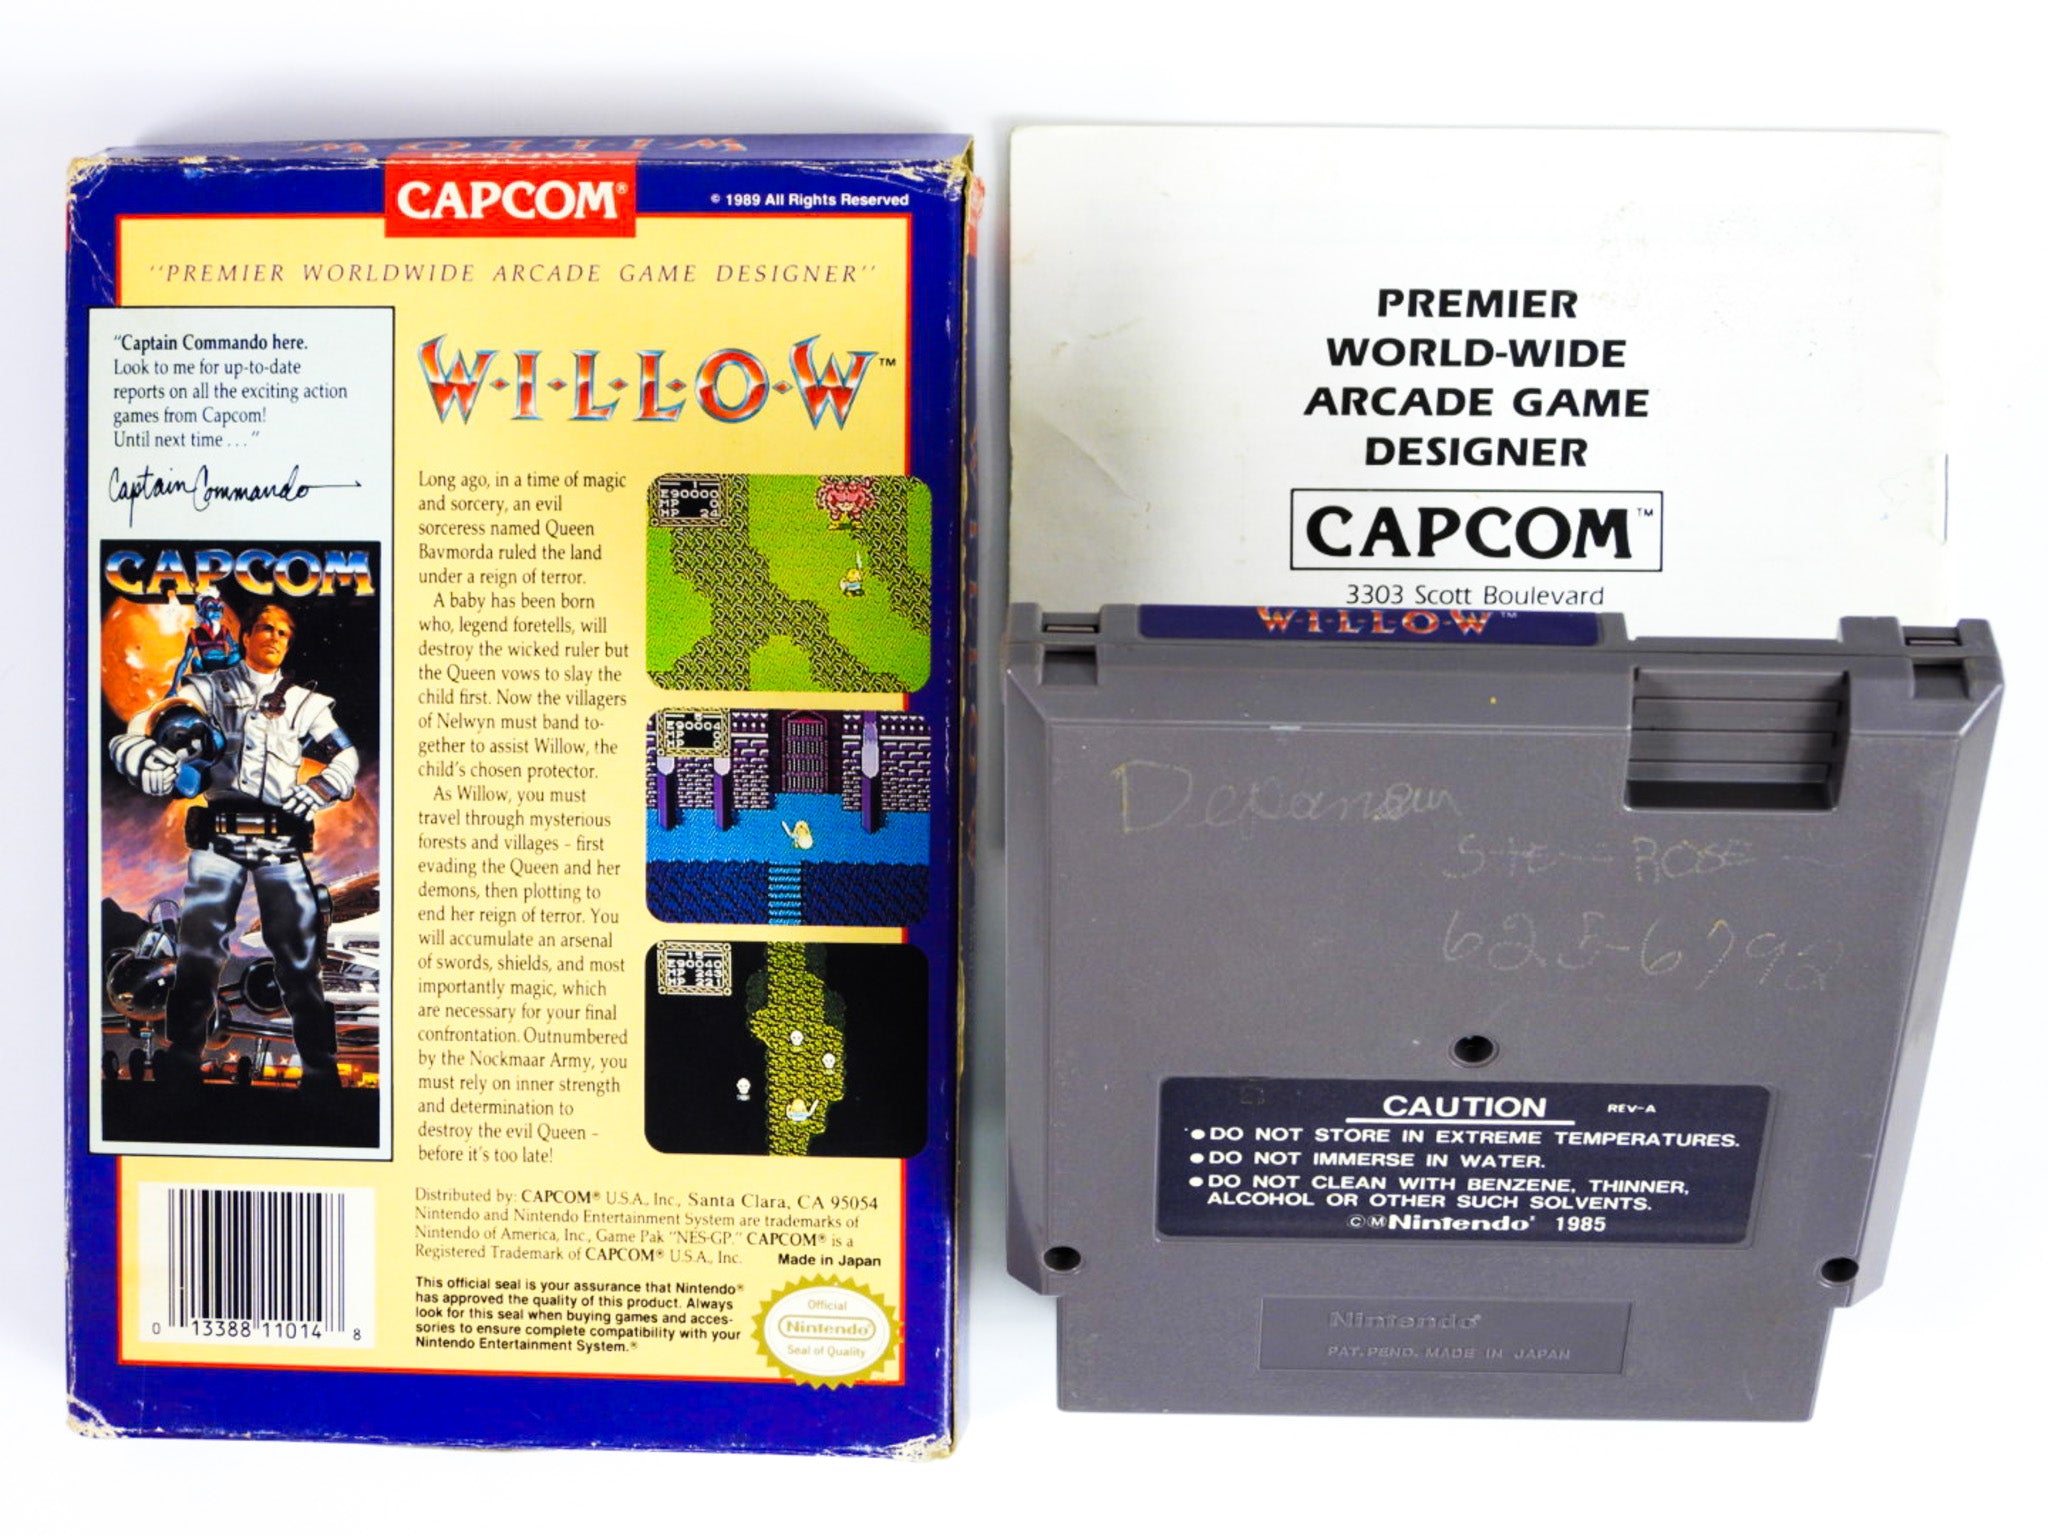 W·I·L·L·O·W
CAPCOM
CAPCOM®
© 1989 All Rights Reserved
"PREMIER WORLDWIDE ARCADE GAME DESIGNER"
"Captain Commando here.
Look to me for up-to-date
reports on all the exciting action
games from Capcom!
Until next time . . ."
Captain Commando
CAPCOM
W·I·L·L·O·W™
Long ago, in a time of magic
and sorcery, an evil
sorceress named Queen
Bavmorda ruled the land
under a reign of terror.
A baby has been born
who, legend foretells, will
destroy the wicked ruler but
the Queen vows to slay the
child first. Now the villagers
of Nelwyn must band to-
gether to assist Willow, the
child's chosen protector.
As Willow, you must
travel through mysterious
forests and villages – first
evading the Queen and her
demons, then plotting to
end her reign of terror. You
will accumulate an arsenal
of swords, shields, and most
importantly magic, which
are necessary for your final
confrontation. Outnumbered
by the Nockmaar Army, you
must rely on inner strength
and determination to
destroy the evil Queen –
before it's too late!
1
E90000
MP
HP 24
E90004
E90040
MP 243
HP 221
Distributed by: CAPCOM® U.S.A., Inc., Santa Clara, CA 95054
Nintendo and Nintendo Entertainment System are trademarks of
Nintendo of America, Inc., Game Pak "NES-GP." CAPCOM® is a
Registered Trademark of CAPCOM® U.S.A., Inc.
Made in Japan
This official seal is your assurance that Nintendo®
has approved the quality of this product. Always
look for this seal when buying games and acces-
sories to ensure complete compatibility with your
Nintendo Entertainment System.®
Official
Nintendo®
Seal of Quality
0 13388 11014 8
PREMIER
WORLD-WIDE
ARCADE GAME
DESIGNER
CAPCOM™
3303 Scott Boulevard
W·I·L·L·O·W™
ROSE
625-6792
CAUTION REV-A
● DO NOT STORE IN EXTREME TEMPERATURES.
● DO NOT IMMERSE IN WATER.
● DO NOT CLEAN WITH BENZENE, THINNER,
ALCOHOL OR OTHER SUCH SOLVENTS.
©Ⓜ Nintendo® 1985
Nintendo®
PAT. PEND. MADE IN JAPAN